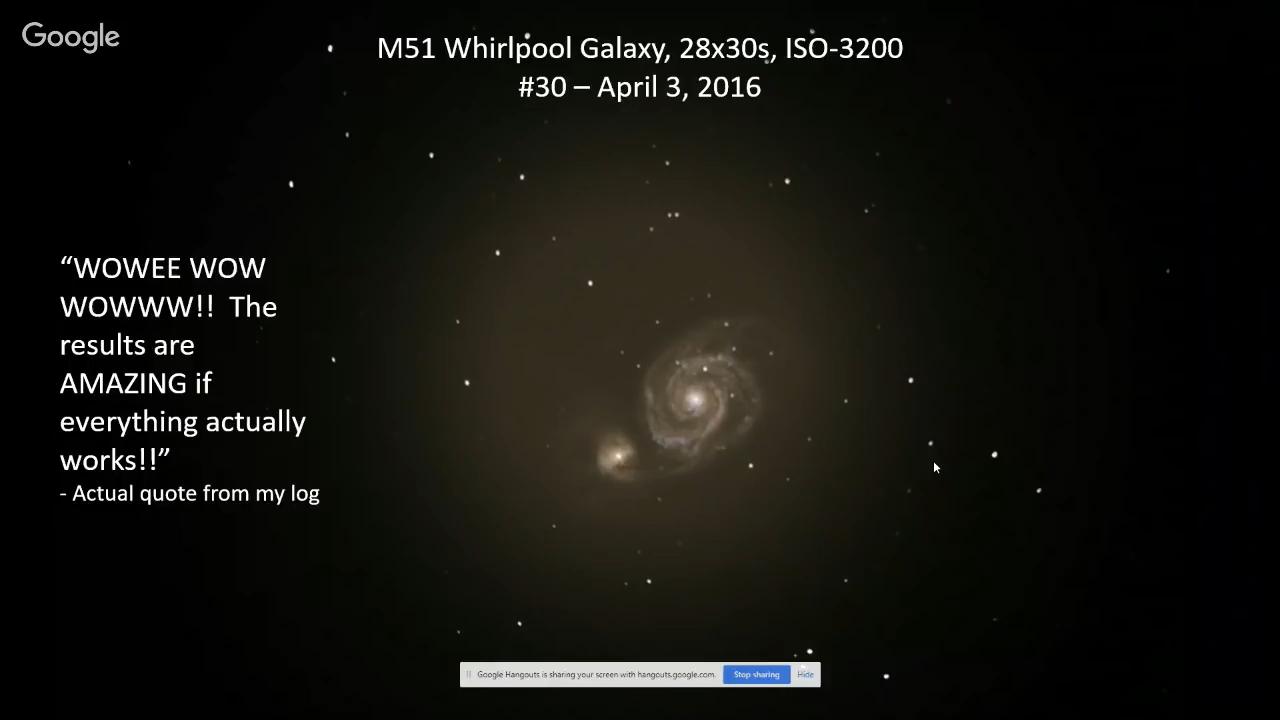 Google
M51 Whirlpool Galaxy, 28x30s, ISO-3200
#30 – April 3, 2016
“WOWEE WOW
WOWWW!!  The
results are
AMAZING if
everything actually
works!!”
- Actual quote from my log
Google Hangouts is sharing your screen with hangouts.google.com. Stop sharing Hide